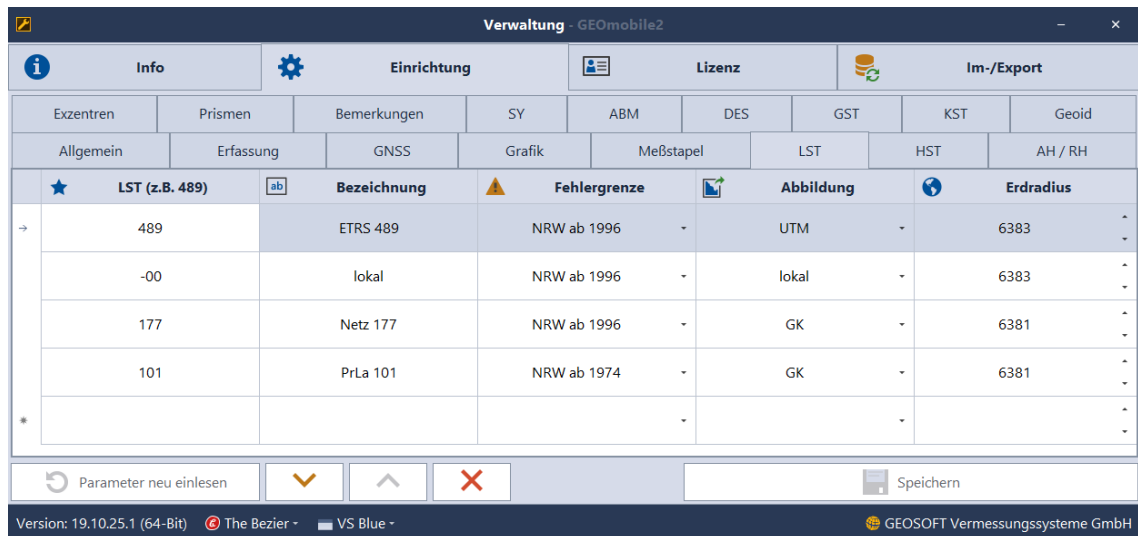 Verwaltung - GEOmobile2
Info Einrichtung Lizenz Im-/Export
Exzentren Prismen Bemerkungen SY ABM DES GST KST Geoid
Allgemein Erfassung GNSS Grafik Meßstapel LST HST AH / RH
LST (z.B. 489) ab Bezeichnung Fehlergrenze Abbildung Erdradius
489 ETRS 489 NRW ab 1996 UTM 6383
-00 lokal NRW ab 1996 lokal 6383
177 Netz 177 NRW ab 1996 GK 6381
101 PrLa 101 NRW ab 1974 GK 6381
Parameter neu einlesen Speichern
Version: 19.10.25.1 (64-Bit) The Bezier VS Blue GEOSOFT Vermessungssysteme GmbH